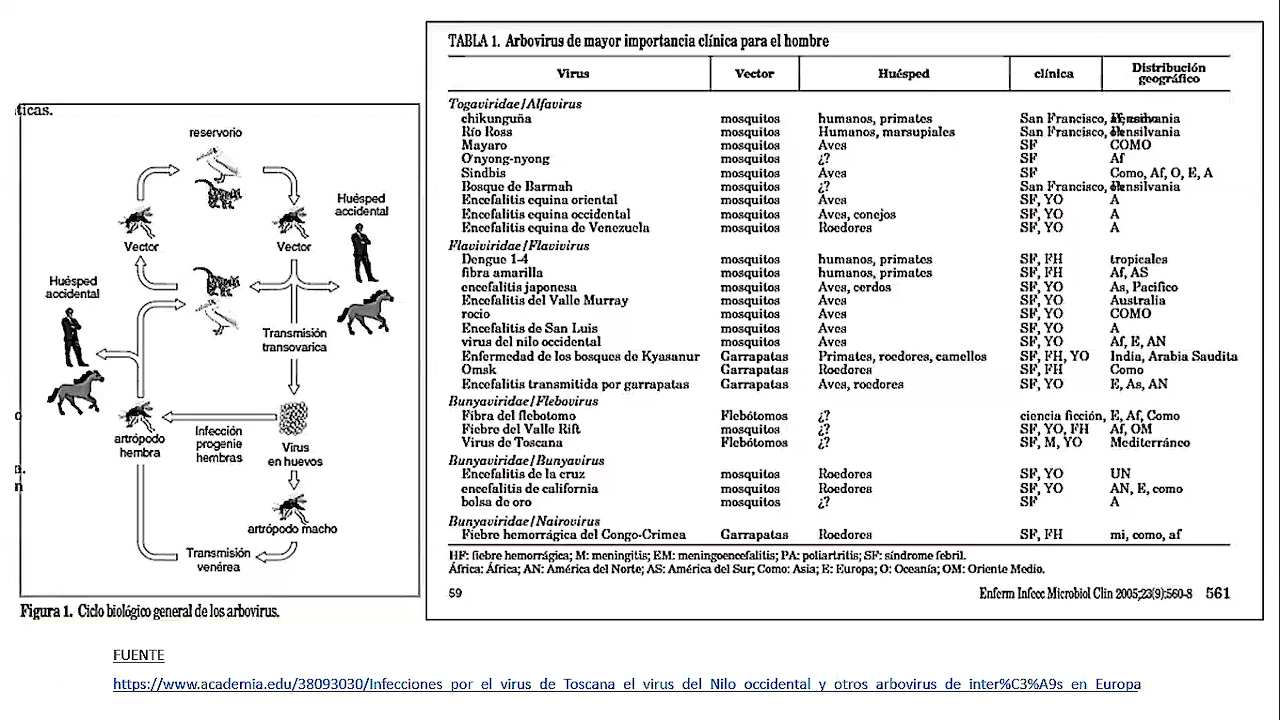 ticas.
reservorio
Huésped
accidental
Vector
Vector
Huésped
accidental
Transmisión
transovarica
artrópodo
hembra
Infección
progenie
hembras
Virus
en huevos
artrópodo macho
Transmisión
venérea
n
Figura 1. Ciclo biológico general de los arbovirus.
TABLA 1. Arbovirus de mayor importancia clínica para el hombre
Virus Vector Huésped clínica Distribución geográfico
Togaviridae/Alfavirus
chikunguña mosquitos humanos, primates San Francisco,
Río Ross mosquitos Humanos, marsupiales San Francisco, Pensilvania
Mayaro mosquitos Aves SF COMO
O'nyong-nyong mosquitos ¿? SF Af
Sindbis mosquitos Aves SF Como, Af, O, E, A
Bosque de Barmah mosquitos ¿? San Francisco, Pensilvania
Encefalitis equina oriental mosquitos Aves SF, YO A
Encefalitis equina occidental mosquitos Aves, conejos SF, YO A
Encefalitis equina de Venezuela mosquitos Roedores SF, YO A
Flaviviridae/Flavivirus
Dengue 1-4 mosquitos humanos, primates SF, FH tropicales
fibra amarilla mosquitos humanos, primates SF, FH Af, AS
encefalitis japonesa mosquitos Aves, cerdos SF, YO As, Pacifico
Encefalitis del Valle Murray mosquitos Aves SF, YO Australia
rocio mosquitos Aves SF, YO COMO
Encefalitis de San Luis mosquitos Aves SF, YO A
virus del nilo occidental mosquitos Aves SF, YO Af, E, AN
Enfermedad de los bosques de Kyasanur Garrapatas Primates, roedores, camellos SF, FH, YO India, Arabia Saudita
Omsk Garrapatas Roedores SF, FH Como
Encefalitis transmitida por garrapatas Garrapatas Aves, roedores SF, YO E, As, AN
Bunyaviridae/Flebovirus
Fibra del flebotomo Flebótomos ¿? ciencia ficción, E, Af, Como
Fiebre del Valle Rift mosquitos ¿? SF, YO, FH Af, OM
Virus de Toscana Flebótomos ¿? SF, M, YO Mediterráneo
Bunyaviridae/Bunyavirus
Encefalitis de la cruz mosquitos Roedores SF, YO UN
encefalitis de california mosquitos Roedores SF, YO AN, E, como
bolsa de oro mosquitos ¿? SF A
Bunyaviridae/Nairovirus
Fiebre hemorrágica del Congo-Crimea Garrapatas Roedores SF, FH mi, como, af
HF: fiebre hemorrágica; M: meningitis; EM: meningoencefalitis; PA: poliartritis; SF: síndrome febril.
África: África; AN: América del Norte; AS: América del Sur; Como: Asia; E: Europa; O: Oceanía; OM: Oriente Medio.
59 Enferm Infecc Microbiol Clin 2005;23(9):560-8 561
FUENTE
https://www.academia.edu/38093030/Infecciones_por_el_virus_de_Toscana_el_virus_del_Nilo_occidental_y_otros_arbovirus_de_inter%C3%A9s_en_Europa